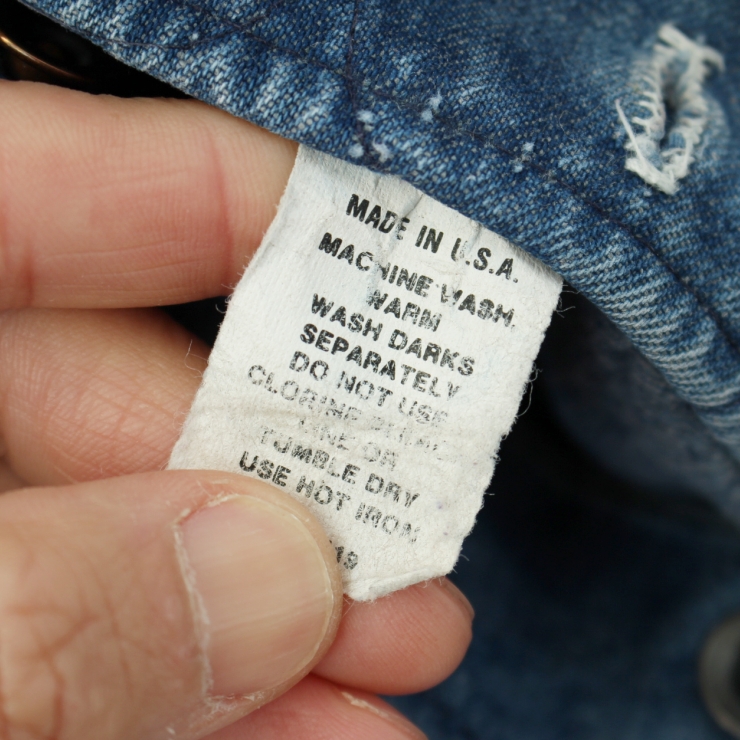 MADE IN U.S.A.
MACHINE WASH,
WARM
WASH DARKS
SEPARATELY
DO NOT USE
CLORINE
LINE OR
TUMBLE DRY
USE HOT IRON
19